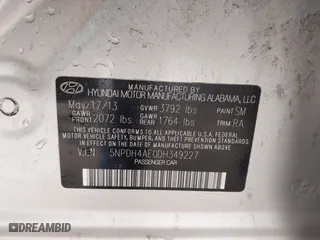 MANUFACTURED BY
HYUNDAI MOTOR MANUFACTURING ALABAMA, LLC
May/17/13 GVWR 3792 lbs PAINT SM
GAWR FRONT 2072 lbs GAWR REAR 1764 lbs TRIM RA
THIS VEHICLE CONFORMS TO ALL APPLICABLE
U.S. FEDERAL MOTOR VEHICLE PASSENGER
SAFETY, BUMPER, AND THEFT CAR
PREVENTION STANDARDS IN EFFECT ON
THE DATE OF MANUFACTURE SHOWN ABOVE.
V.I.N 5NPDH4AE0DH349227
DREAMBID.COM